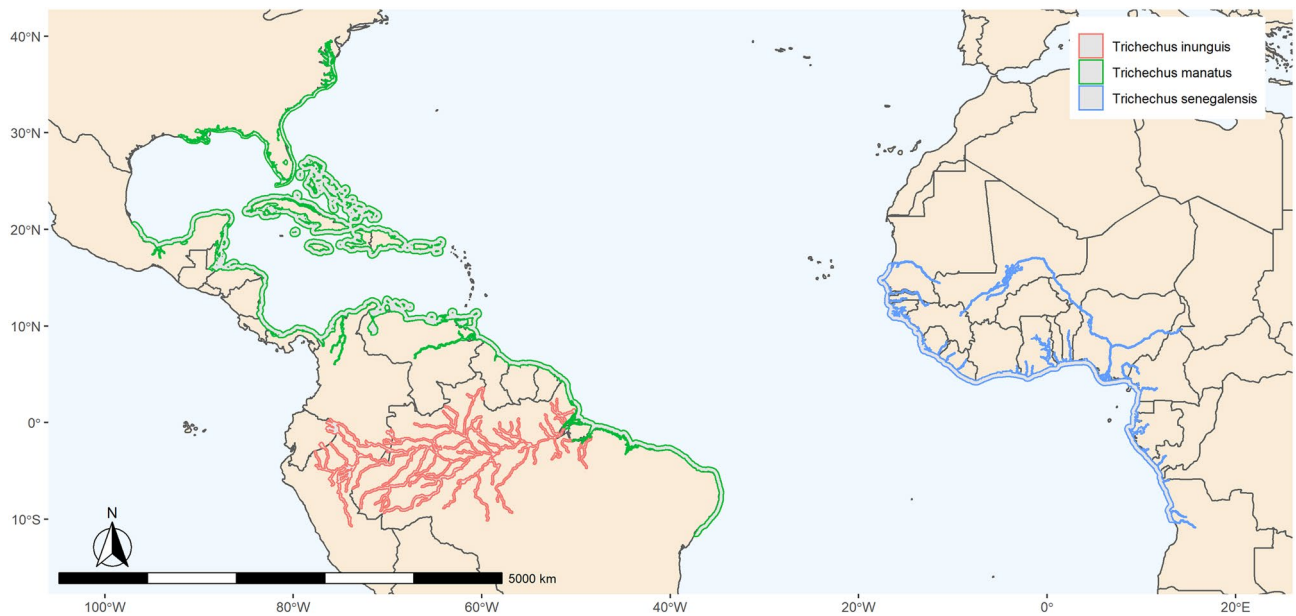 40°N
30°N
20°N
10°N
0°
10°S
Trichechus inunguis
Trichechus manatus
Trichechus senegalensis
N
5000 km
100°W
80°W
60°W
40°W
20°W
0°
20°E